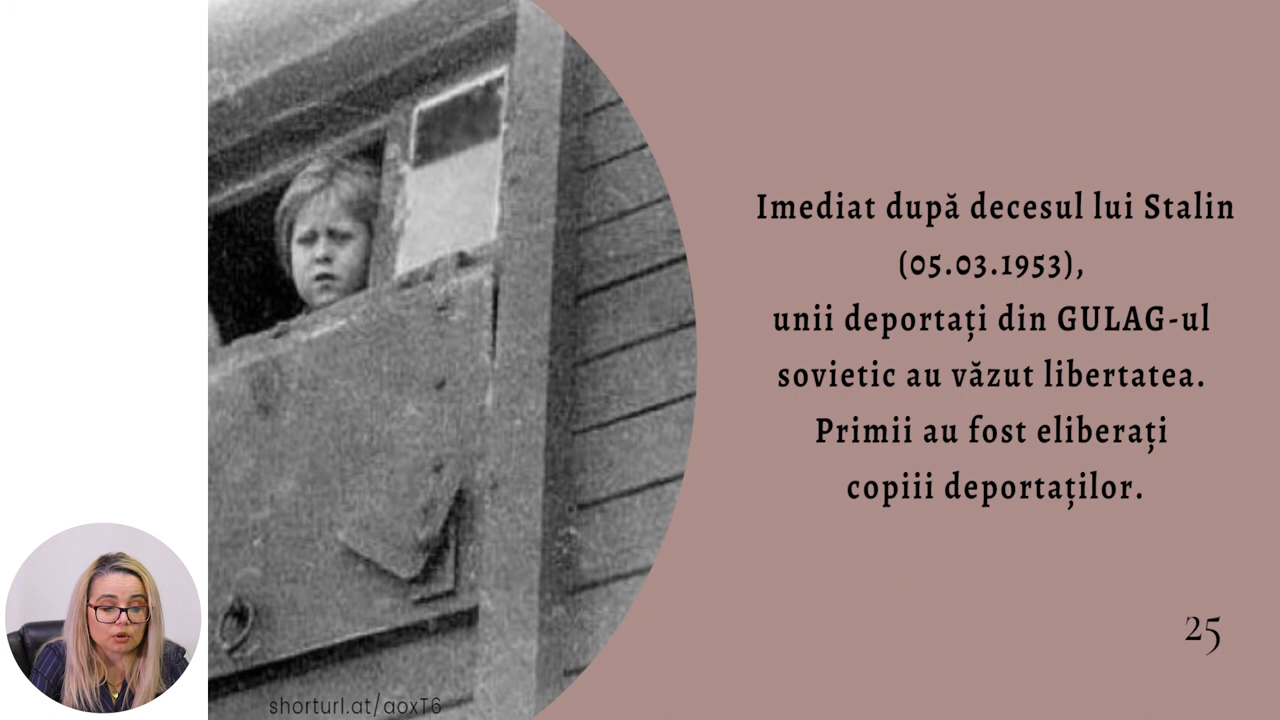 Imediat după decesul lui Stalin
(05.03.1953),
unii deportați din GULAG-ul
sovietic au văzut libertatea.
Primii au fost eliberați
copiii deportaților.
25
shorturl.at/aoxT6